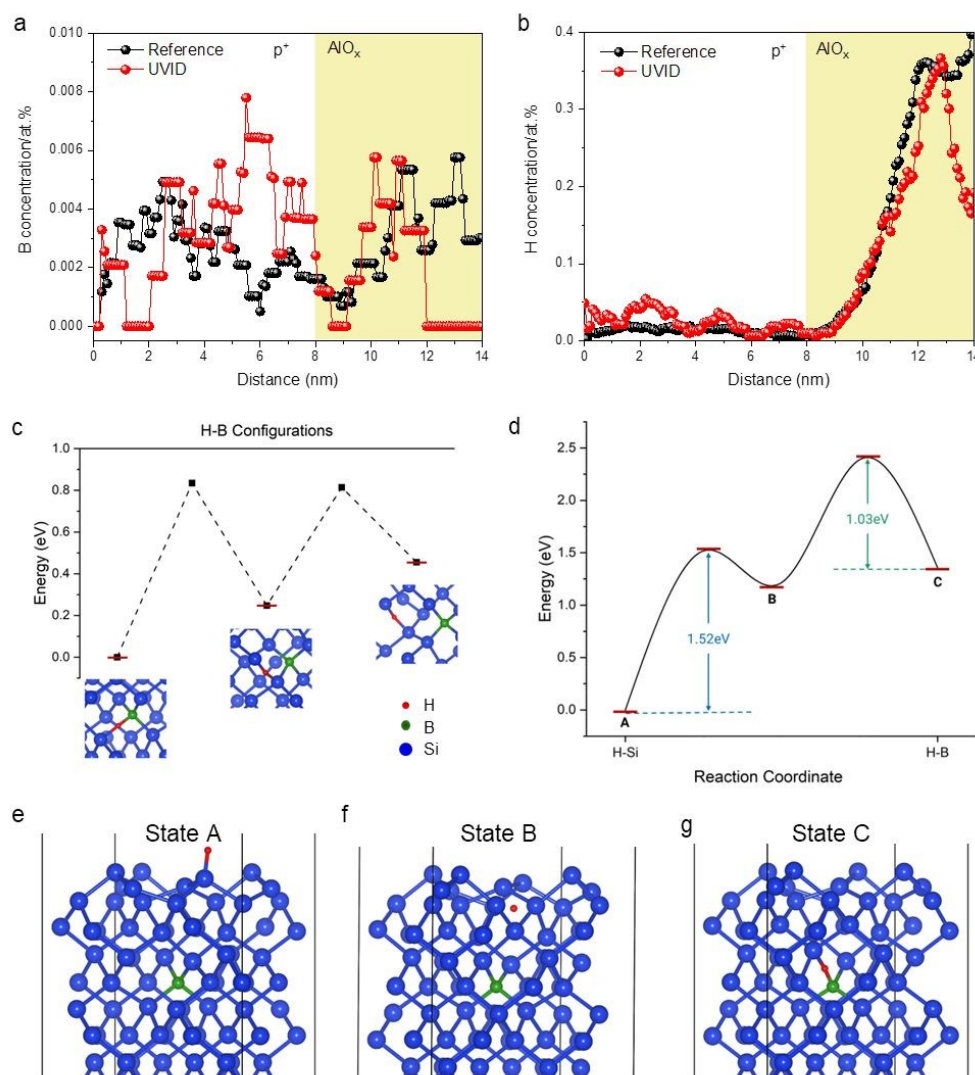 a
B concentration/at.%
0.010
0.008
0.006
0.004
0.002
0.000
Reference
UVID
p⁺
AlOₓ
0 2 4 6 8 10 12 14
Distance (nm)
b
H concentration/at.%
0.4
0.3
0.2
0.1
0.0
Reference
UVID
p⁺
AlOₓ
0 2 4 6 8 10 12 14
Distance (nm)
c
H-B Configurations
Energy (eV)
1.0
0.8
0.6
0.4
0.2
0.0
H
B
Si
d
Energy (eV)
2.5
2.0
1.5
1.0
0.5
0.0
1.52eV
1.03eV
A
B
C
H-Si
H-B
Reaction Coordinate
e
State A
f
State B
g
State C